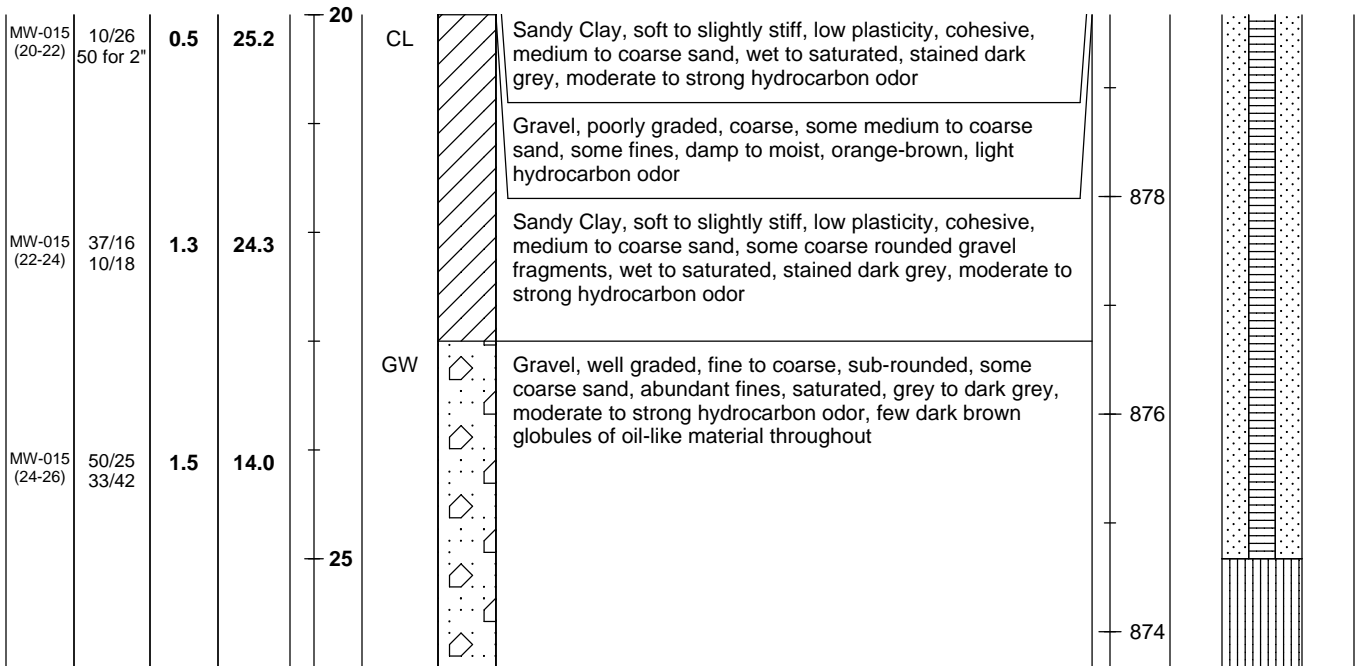 MW-015
(20-22)
10/26
50 for 2"
0.5
25.2
20
CL
Sandy Clay, soft to slightly stiff, low plasticity, cohesive,
medium to coarse sand, wet to saturated, stained dark
grey, moderate to strong hydrocarbon odor
Gravel, poorly graded, coarse, some medium to coarse
sand, some fines, damp to moist, orange-brown, light
hydrocarbon odor
878
MW-015
(22-24)
37/16
10/18
1.3
24.3
Sandy Clay, soft to slightly stiff, low plasticity, cohesive,
medium to coarse sand, some coarse rounded gravel
fragments, wet to saturated, stained dark grey, moderate to
strong hydrocarbon odor
GW
Gravel, well graded, fine to coarse, sub-rounded, some
coarse sand, abundant fines, saturated, grey to dark grey,
moderate to strong hydrocarbon odor, few dark brown
globules of oil-like material throughout
876
MW-015
(24-26)
50/25
33/42
1.5
14.0
25
874